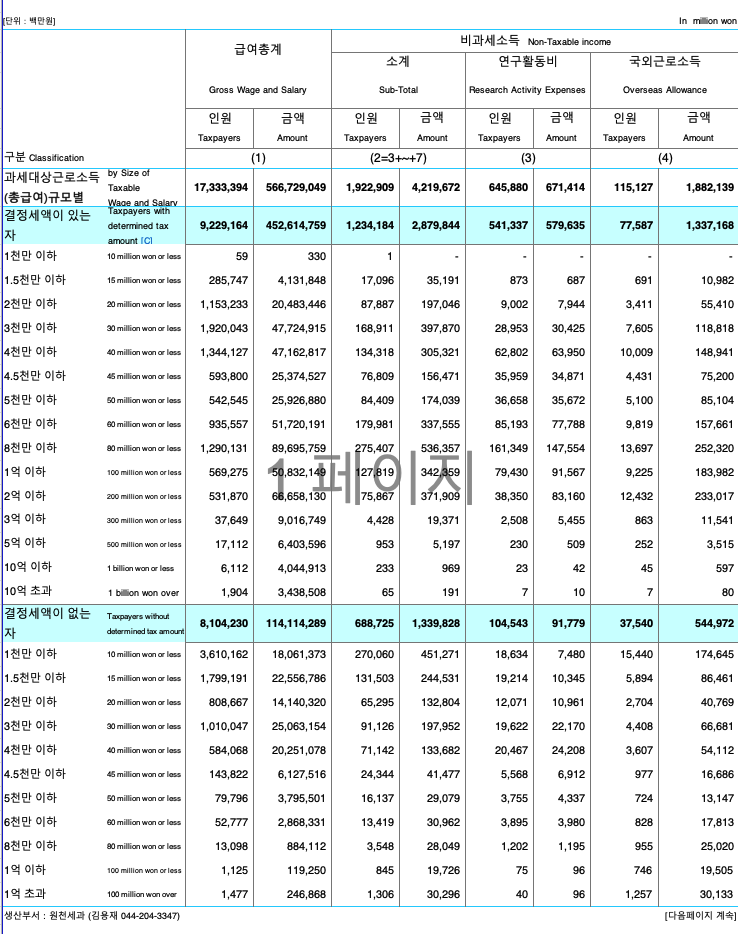 [단위 : 백만원] In million won
급여총계 비과세소득 Non-Taxable income
소계 연구활동비 국외근로소득
Gross Wage and Salary Sub-Total Research Activity Expenses Overseas Allowance
인원 금액 인원 금액 인원 금액 인원 금액
Taxpayers Amount Taxpayers Amount Taxpayers Amount Taxpayers Amount
구분 Classification (1) (2=3+~+7) (3) (4)
과세대상근로소득(총급여)규모별 by Size of Taxable Wage and Salary 17,333,394 566,729,049 1,922,909 4,219,672 645,880 671,414 115,127 1,882,139
결정세액이 있는 자 Taxpayers with determined tax amount [C] 9,229,164 452,614,759 1,234,184 2,879,844 541,337 579,635 77,587 1,337,168
1천만 이하 10 million won or less 59 330 1 - - - - -
1.5천만 이하 15 million won or less 285,747 4,131,848 17,096 35,191 873 687 691 10,982
2천만 이하 20 million won or less 1,153,233 20,483,446 87,887 197,046 9,002 7,944 3,411 55,410
3천만 이하 30 million won or less 1,920,043 47,724,915 168,911 397,870 28,953 30,425 7,605 118,818
4천만 이하 40 million won or less 1,344,127 47,162,817 134,318 305,321 62,802 63,950 10,009 148,941
4.5천만 이하 45 million won or less 593,800 25,374,527 76,809 156,471 35,959 34,871 4,431 75,200
5천만 이하 50 million won or less 542,545 25,926,880 84,409 174,039 36,658 35,672 5,100 85,104
6천만 이하 60 million won or less 935,557 51,720,191 179,981 337,555 85,193 77,788 9,819 157,661
8천만 이하 80 million won or less 1,290,131 89,695,759 275,407 536,357 161,349 147,554 13,697 252,320
1억 이하 100 million won or less 569,275 50,832,149 127,819 342,359 79,430 91,567 9,225 183,982
1 페이지
2억 이하 200 million won or less 531,870 66,658,130 75,867 371,909 38,350 83,160 12,432 233,017
3억 이하 300 million won or less 37,649 9,016,749 4,428 19,371 2,508 5,455 863 11,541
5억 이하 500 million won or less 17,112 6,403,596 953 5,197 230 509 252 3,515
10억 이하 1 billion won or less 6,112 4,044,913 233 969 23 42 45 597
10억 초과 1 billion won over 1,904 3,438,508 65 191 7 10 7 80
결정세액이 없는 자 Taxpayers without determined tax amount 8,104,230 114,114,289 688,725 1,339,828 104,543 91,779 37,540 544,972
1천만 이하 10 million won or less 3,610,162 18,061,373 270,060 451,271 18,634 7,480 15,440 174,645
1.5천만 이하 15 million won or less 1,799,191 22,556,786 131,503 244,531 19,214 10,345 5,894 86,461
2천만 이하 20 million won or less 808,667 14,140,320 65,295 132,804 12,071 10,961 2,704 40,769
3천만 이하 30 million won or less 1,010,047 25,063,154 91,126 197,952 19,622 22,170 4,408 66,681
4천만 이하 40 million won or less 584,068 20,251,078 71,142 133,682 20,467 24,208 3,607 54,112
4.5천만 이하 45 million won or less 143,822 6,127,516 24,344 41,477 5,568 6,912 977 16,686
5천만 이하 50 million won or less 79,796 3,795,501 16,137 29,079 3,755 4,337 724 13,147
6천만 이하 60 million won or less 52,777 2,868,331 13,419 30,962 3,895 3,980 828 17,813
8천만 이하 80 million won or less 13,098 884,112 3,548 28,049 1,202 1,195 955 25,020
1억 이하 100 million won or less 1,125 119,250 845 19,726 75 96 746 19,505
1억 초과 100 million won over 1,477 246,868 1,306 30,296 40 96 1,257 30,133
생산부서 : 원천세과 (김용재 044-204-3347) [다음페이지 계속]